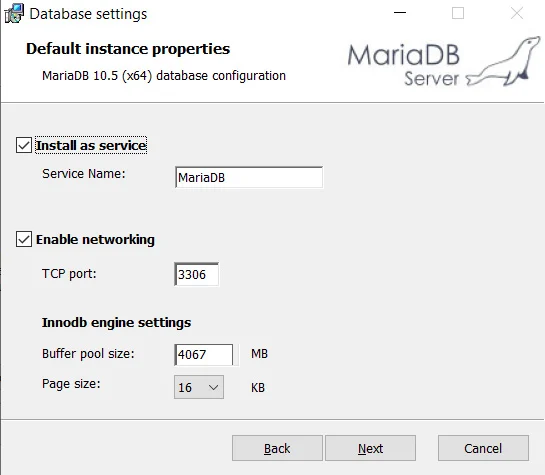 Database settings
Default instance properties
MariaDB 10.5 (x64) database configuration
MariaDB
Server
Install as service
Service Name: MariaDB
Enable networking
TCP port: 3306
Innodb engine settings
Buffer pool size: 4067 MB
Page size: 16 KB
Back Next Cancel